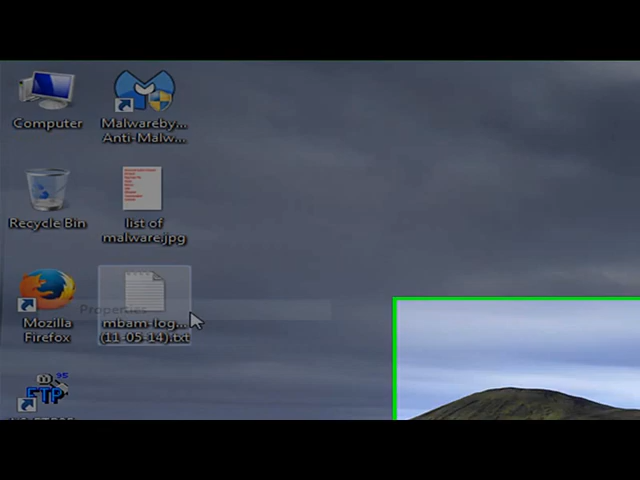 Computer
Malwareby...
Anti-Malw...
Recycle Bin
list of
malware.jpg
Properties
Mozilla
Firefox
mbam-log...
(11-05-14).txt
95
FTP